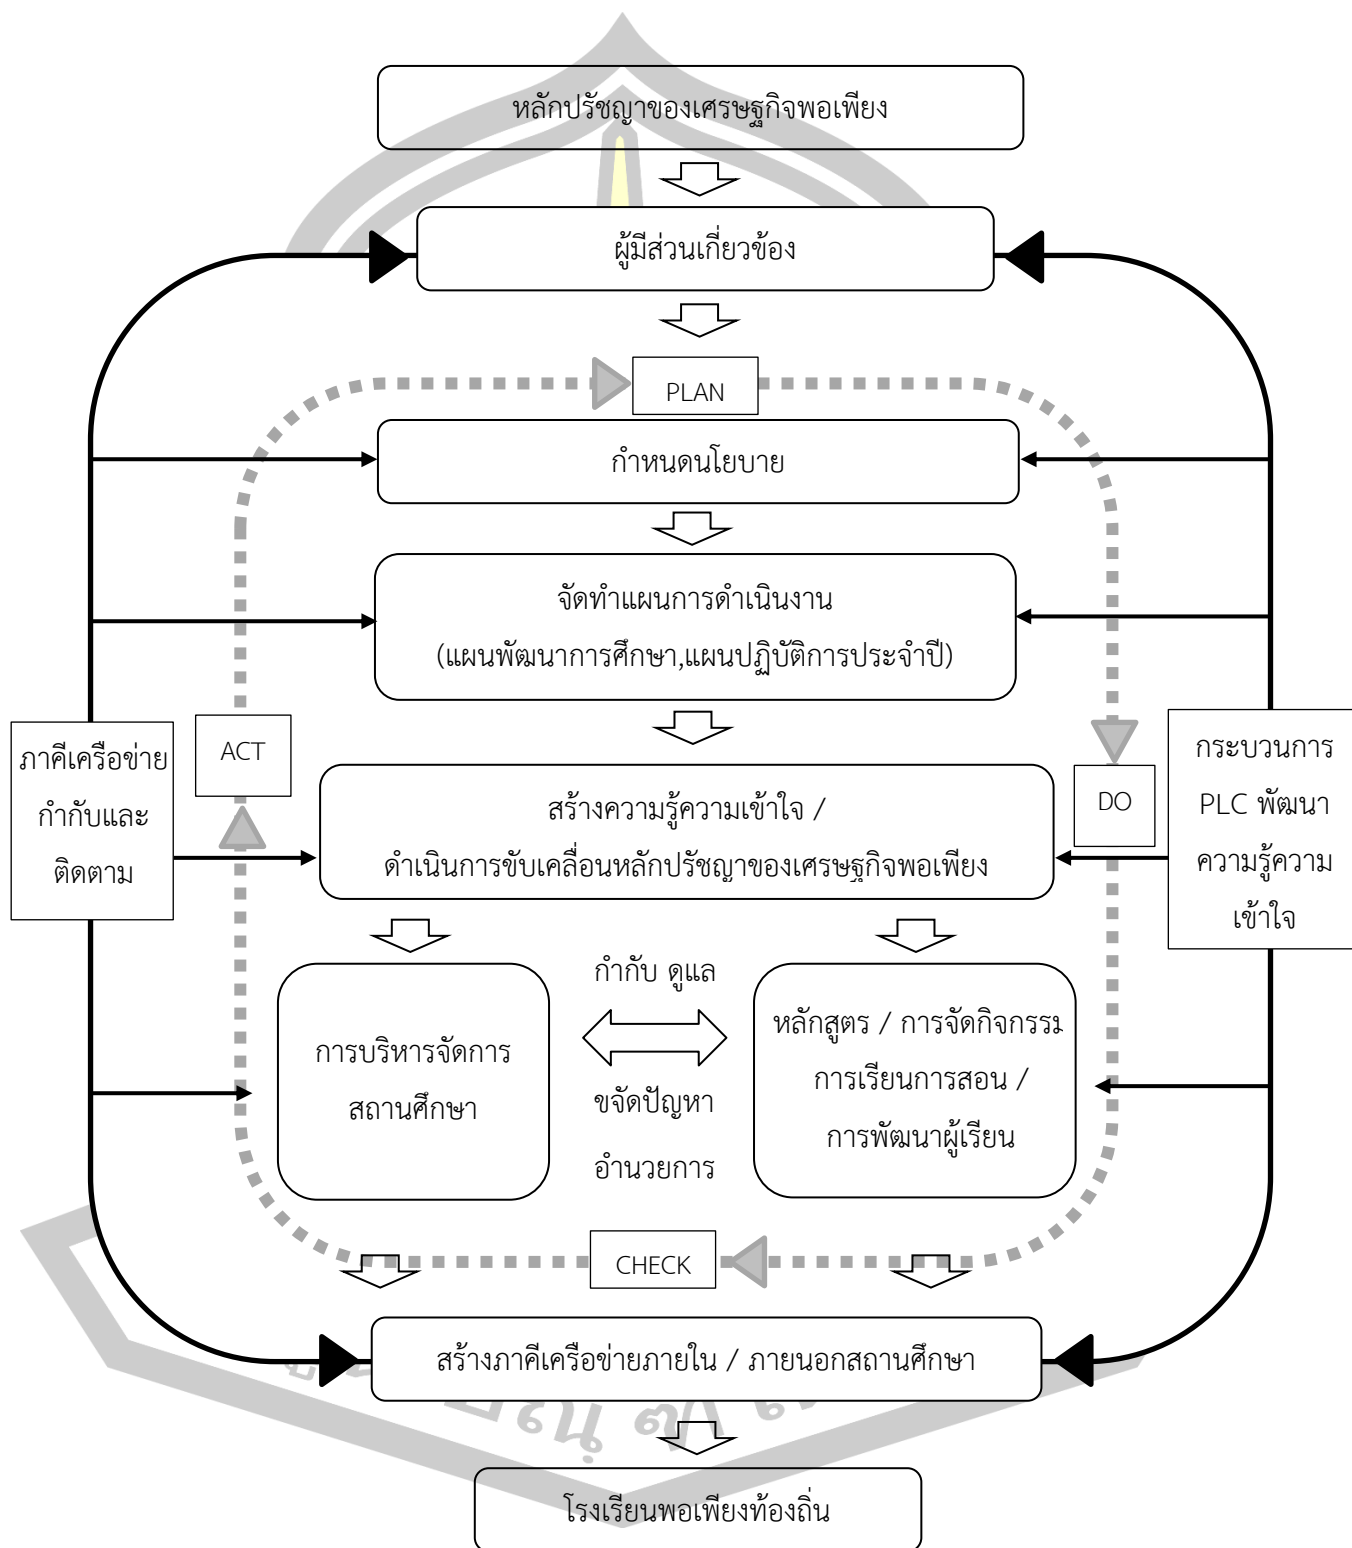 หลักปรัชญาของเศรษฐกิจพอเพียง
ผู้มีส่วนเกี่ยวข้อง
PLAN
กำหนดนโยบาย
จัดทำแผนการดำเนินงาน
(แผนพัฒนาการศึกษา,แผนปฏิบัติการประจำปี)
ภาคีเครือข่าย
กำกับและ
ติดตาม
ACT
สร้างความรู้ความเข้าใจ /
ดำเนินการขับเคลื่อนหลักปรัชญาของเศรษฐกิจพอเพียง
DO
กระบวนการ
PLC พัฒนา
ความรู้ความ
เข้าใจ
การบริหารจัดการ
สถานศึกษา
กำกับ ดูแล
ขจัดปัญหา
อำนวยการ
หลักสูตร / การจัดกิจกรรม
การเรียนการสอน /
การพัฒนาผู้เรียน
CHECK
สร้างภาคีเครือข่ายภายใน / ภายนอกสถานศึกษา
โรงเรียนพอเพียงท้องถิ่น